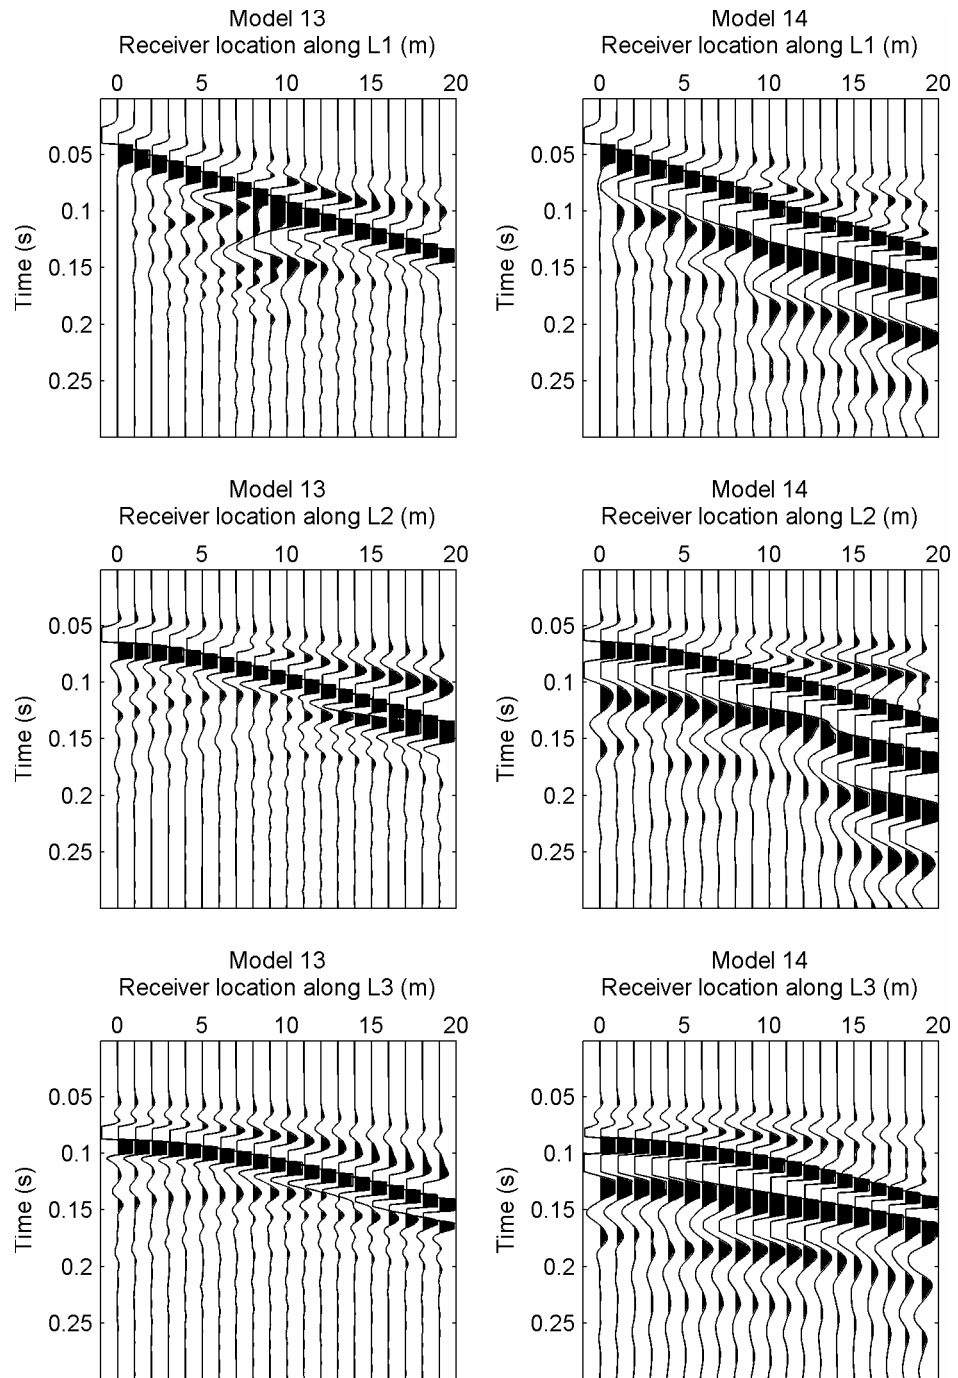 Model 13
Receiver location along L1 (m)
0 5 10 15 20
Time (s)
0.05
0.1
0.15
0.2
0.25
Model 14
Receiver location along L1 (m)
0 5 10 15 20
Time (s)
0.05
0.1
0.15
0.2
0.25
Model 13
Receiver location along L2 (m)
0 5 10 15 20
Time (s)
0.05
0.1
0.15
0.2
0.25
Model 14
Receiver location along L2 (m)
0 5 10 15 20
Time (s)
0.05
0.1
0.15
0.2
0.25
Model 13
Receiver location along L3 (m)
0 5 10 15 20
Time (s)
0.05
0.1
0.15
0.2
0.25
Model 14
Receiver location along L3 (m)
0 5 10 15 20
Time (s)
0.05
0.1
0.15
0.2
0.25